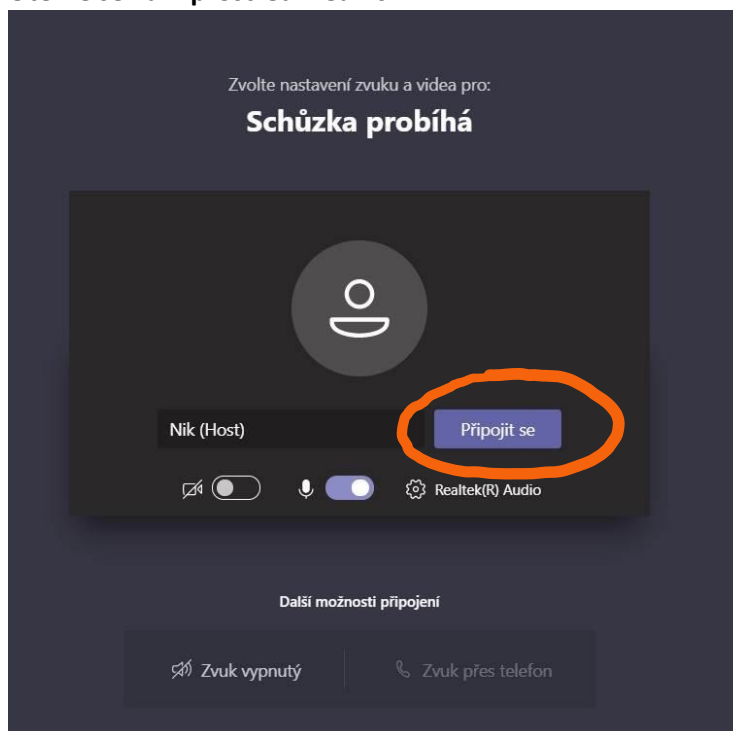 Zvolte nastavení zvuku a videa pro:
Schůzka probíhá
Nik (Host)
Připojit se
Realtek(R) Audio
Další možnosti připojení
Zvuk vypnutý
Zvuk přes telefon